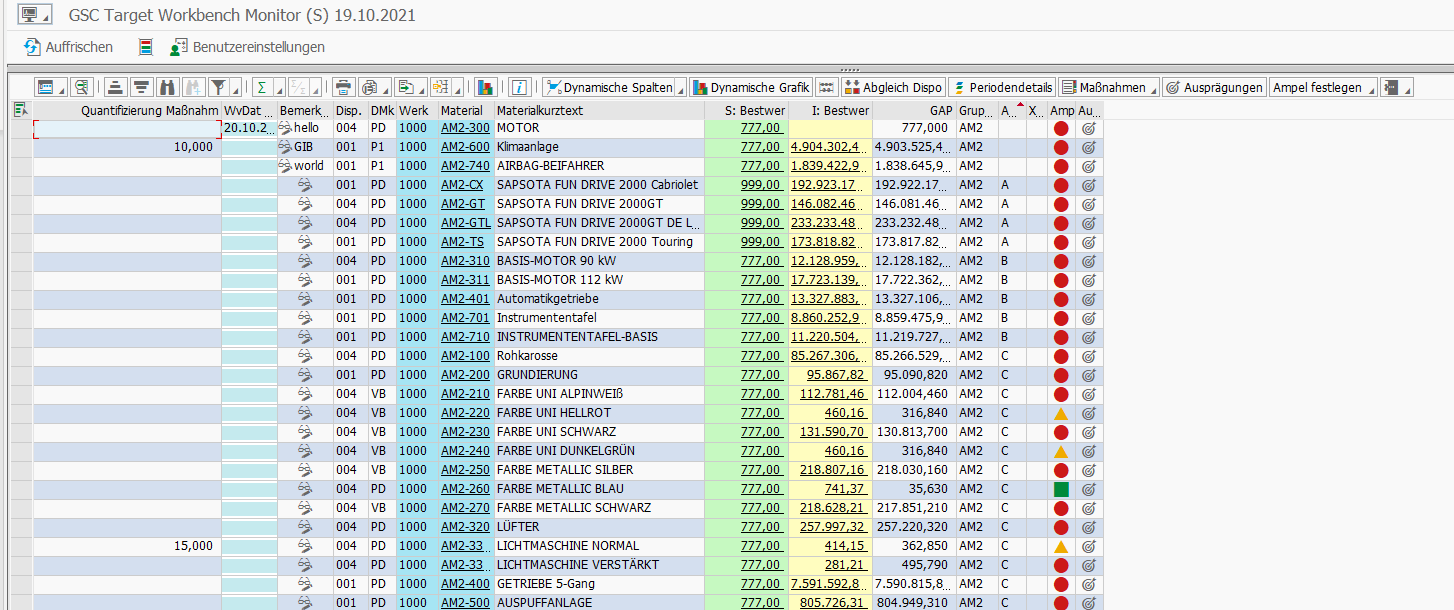 GSC Target Workbench Monitor (S) 19.10.2021
Auffrischen Benutzereinstellungen
Dynamische Spalten Dynamische Grafik Abgleich Dispo Periodendetails Maßnahmen Ausprägungen Ampel festlegen
Quantifizierung Maßnahm WvDat... Bemerk... Disp. DMk Werk Material Materialkurztext S: Bestwer I: Bestwer GAP Grup... A... X... Amp Au...
20.10.2... hello 004 PD 1000 AM2-300 MOTOR 777,00 777,000 AM2
10,000 GIB 001 P1 1000 AM2-600 Klimaanlage 777,00 4.904.302,4... 4.903.525,4... AM2
world 001 P1 1000 AM2-740 AIRBAG-BEIFAHRER 777,00 1.839.422,9... 1.838.645,9... AM2
001 PD 1000 AM2-CX SAPSOTA FUN DRIVE 2000 Cabriolet 999,00 192.923.17... 192.922.17... AM2 A
004 PD 1000 AM2-GT SAPSOTA FUN DRIVE 2000GT 999,00 146.082.46... 146.081.46... AM2 A
004 PD 1000 AM2-GTL SAPSOTA FUN DRIVE 2000GT DE L... 999,00 233.233.48... 233.232.48... AM2 A
001 PD 1000 AM2-TS SAPSOTA FUN DRIVE 2000 Touring 999,00 173.818.82... 173.817.82... AM2 A
004 PD 1000 AM2-310 BASIS-MOTOR 90 kW 777,00 12.128.959,... 12.128.182,... AM2 B
001 PD 1000 AM2-311 BASIS-MOTOR 112 kW 777,00 17.723.139,... 17.722.362,... AM2 B
001 PD 1000 AM2-401 Automatikgetriebe 777,00 13.327.883,... 13.327.106,... AM2 B
001 PD 1000 AM2-701 Instrumententafel 777,00 8.860.252,9... 8.859.475,9... AM2 B
001 PD 1000 AM2-710 INSTRUMENTENTAFEL-BASIS 777,00 11.220.504,... 11.219.727,... AM2 B
004 PD 1000 AM2-100 Rohkarosse 777,00 85.267.306,... 85.266.529,... AM2 C
001 PD 1000 AM2-200 GRUNDIERUNG 777,00 95.867,82 95.090,820 AM2 C
004 VB 1000 AM2-210 FARBE UNI ALPINWEIß 777,00 112.781,46 112.004,460 AM2 C
004 VB 1000 AM2-220 FARBE UNI HELLROT 777,00 460,16 316,840 AM2 C
004 VB 1000 AM2-230 FARBE UNI SCHWARZ 777,00 131.590,70 130.813,700 AM2 C
004 VB 1000 AM2-240 FARBE UNI DUNKELGRÜN 777,00 460,16 316,840 AM2 C
004 VB 1000 AM2-250 FARBE METALLIC SILBER 777,00 218.807,16 218.030,160 AM2 C
004 PD 1000 AM2-260 FARBE METALLIC BLAU 777,00 741,37 35,630 AM2 C
004 VB 1000 AM2-270 FARBE METALLIC SCHWARZ 777,00 218.628,21 217.851,210 AM2 C
004 PD 1000 AM2-320 LÜFTER 777,00 257.997,32 257.220,320 AM2 C
15,000 004 PD 1000 AM2-33... LICHTMASCHINE NORMAL 777,00 414,15 362,850 AM2 C
004 PD 1000 AM2-33... LICHTMASCHINE VERSTÄRKT 777,00 281,21 495,790 AM2 C
001 PD 1000 AM2-400 GETRIEBE 5-Gang 777,00 7.591.592,8... 7.590.815,8... AM2 C
001 PD 1000 AM2-500 AUSPUFFANLAGE 777,00 805.726,31 804.949,310 AM2 C